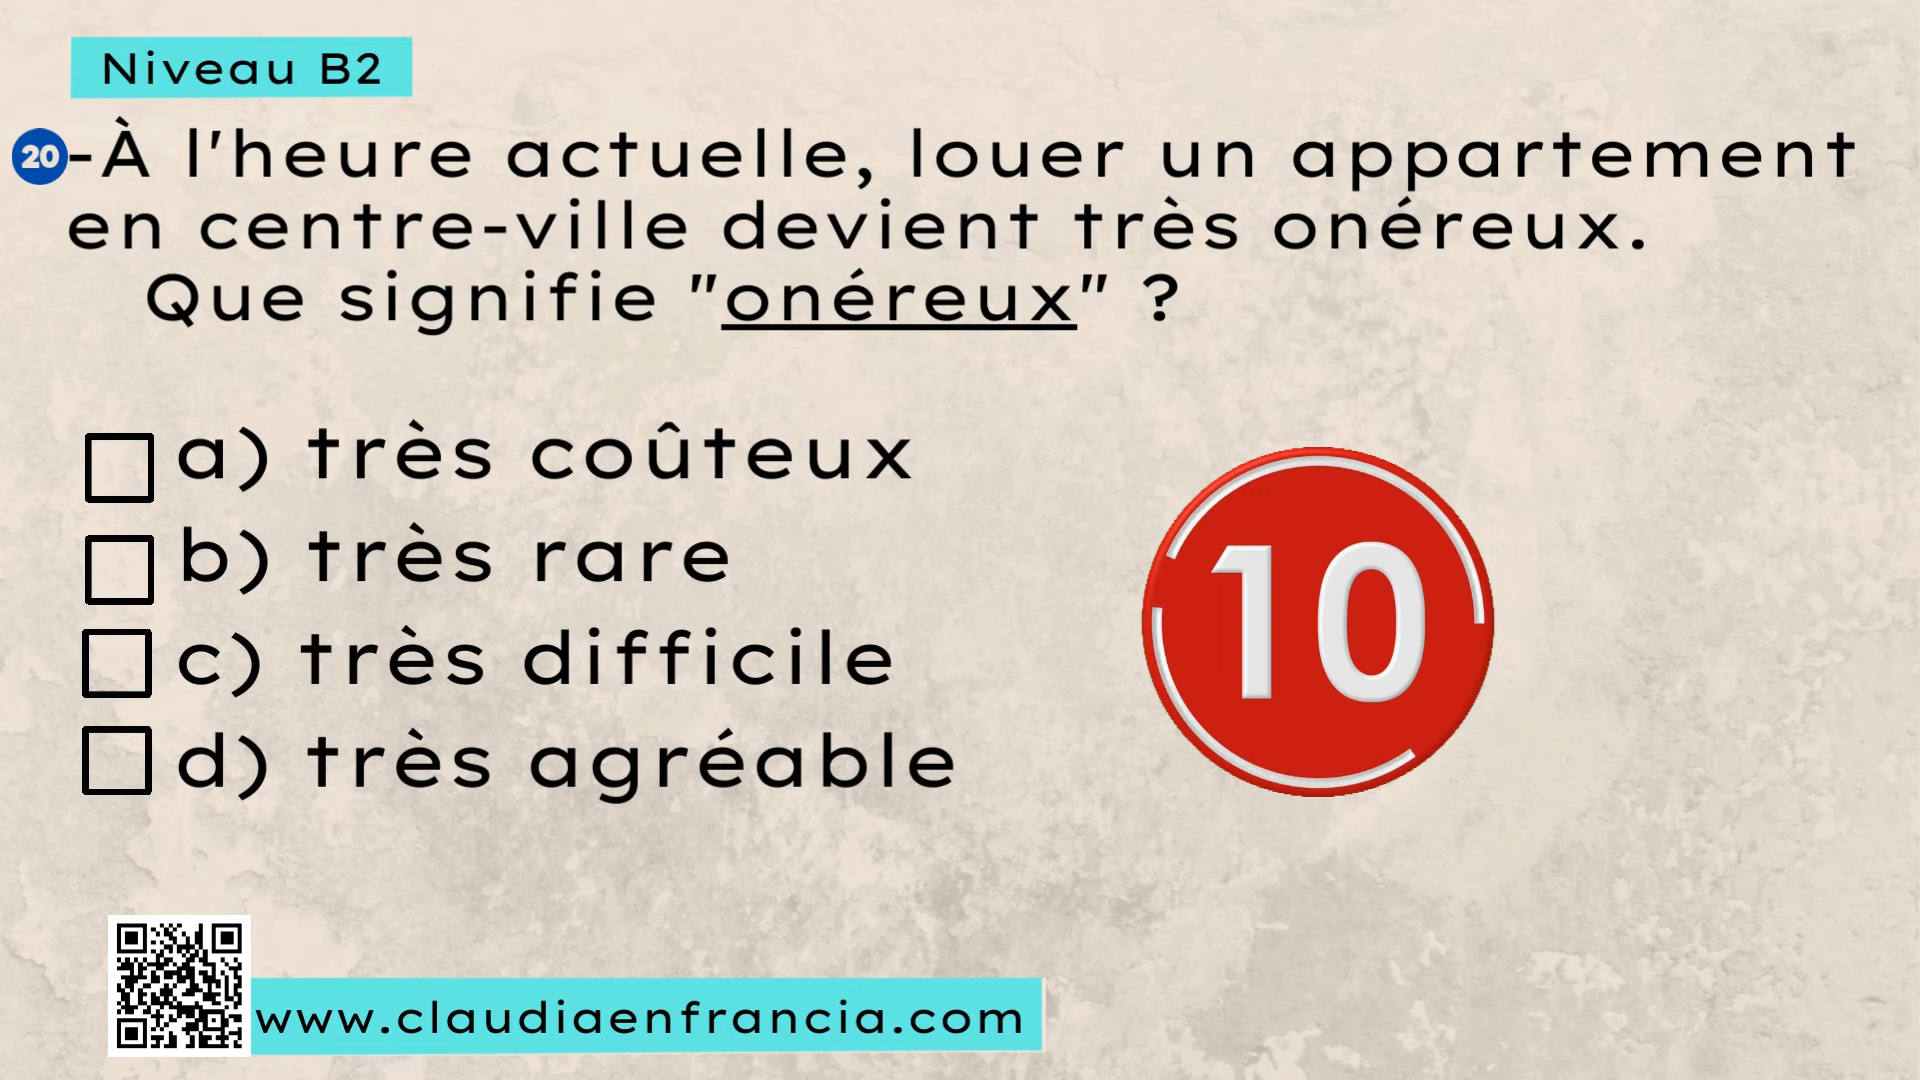 Niveau B2
20-À l'heure actuelle, louer un appartement
en centre-ville devient très onéreux.
Que signifie "onéreux" ?
a) très coûteux
b) très rare
c) très difficile
d) très agréable
10
www.claudiaenfrancia.com